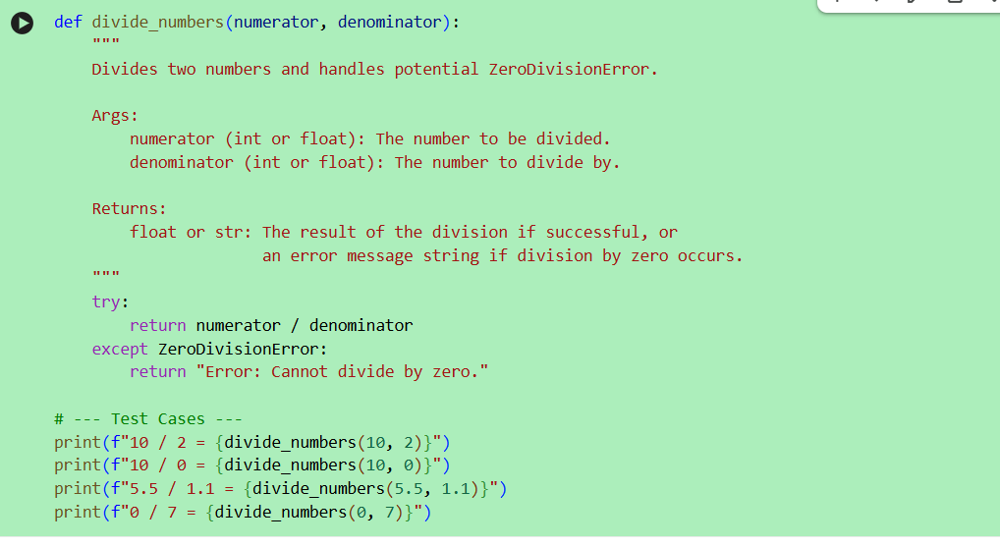 def divide_numbers(numerator, denominator):
    """
    Divides two numbers and handles potential ZeroDivisionError.

    Args:
        numerator (int or float): The number to be divided.
        denominator (int or float): The number to divide by.

    Returns:
        float or str: The result of the division if successful, or
                      an error message string if division by zero occurs.
    """
    try:
        return numerator / denominator
    except ZeroDivisionError:
        return "Error: Cannot divide by zero."

# --- Test Cases ---
print(f"10 / 2 = {divide_numbers(10, 2)}")
print(f"10 / 0 = {divide_numbers(10, 0)}")
print(f"5.5 / 1.1 = {divide_numbers(5.5, 1.1)}")
print(f"0 / 7 = {divide_numbers(0, 7)}")